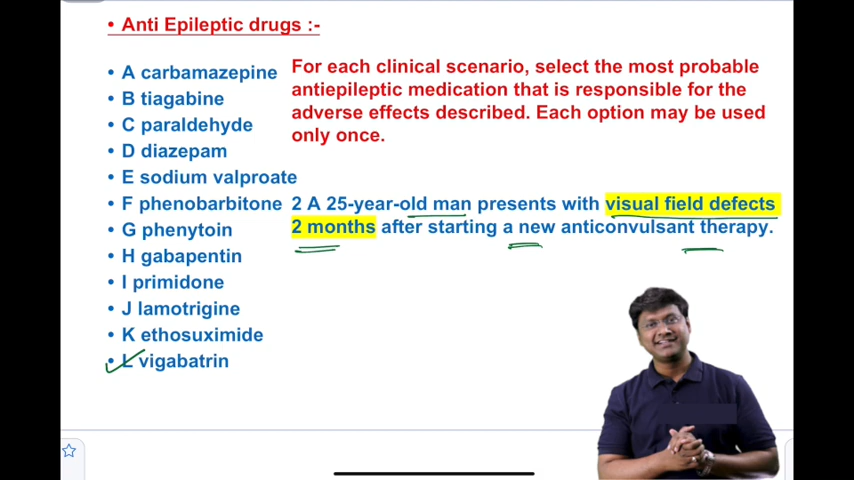 • Anti Epileptic drugs :-
• A carbamazepine
• B tiagabine
• C paraldehyde
• D diazepam
• E sodium valproate
• F phenobarbitone
• G phenytoin
• H gabapentin
• I primidone
• J lamotrigine
• K ethosuximide
• L vigabatrin
For each clinical scenario, select the most probable
antiepileptic medication that is responsible for the
adverse effects described. Each option may be used
only once.
2 A 25-year-old man presents with visual field defects
2 months after starting a new anticonvulsant therapy.